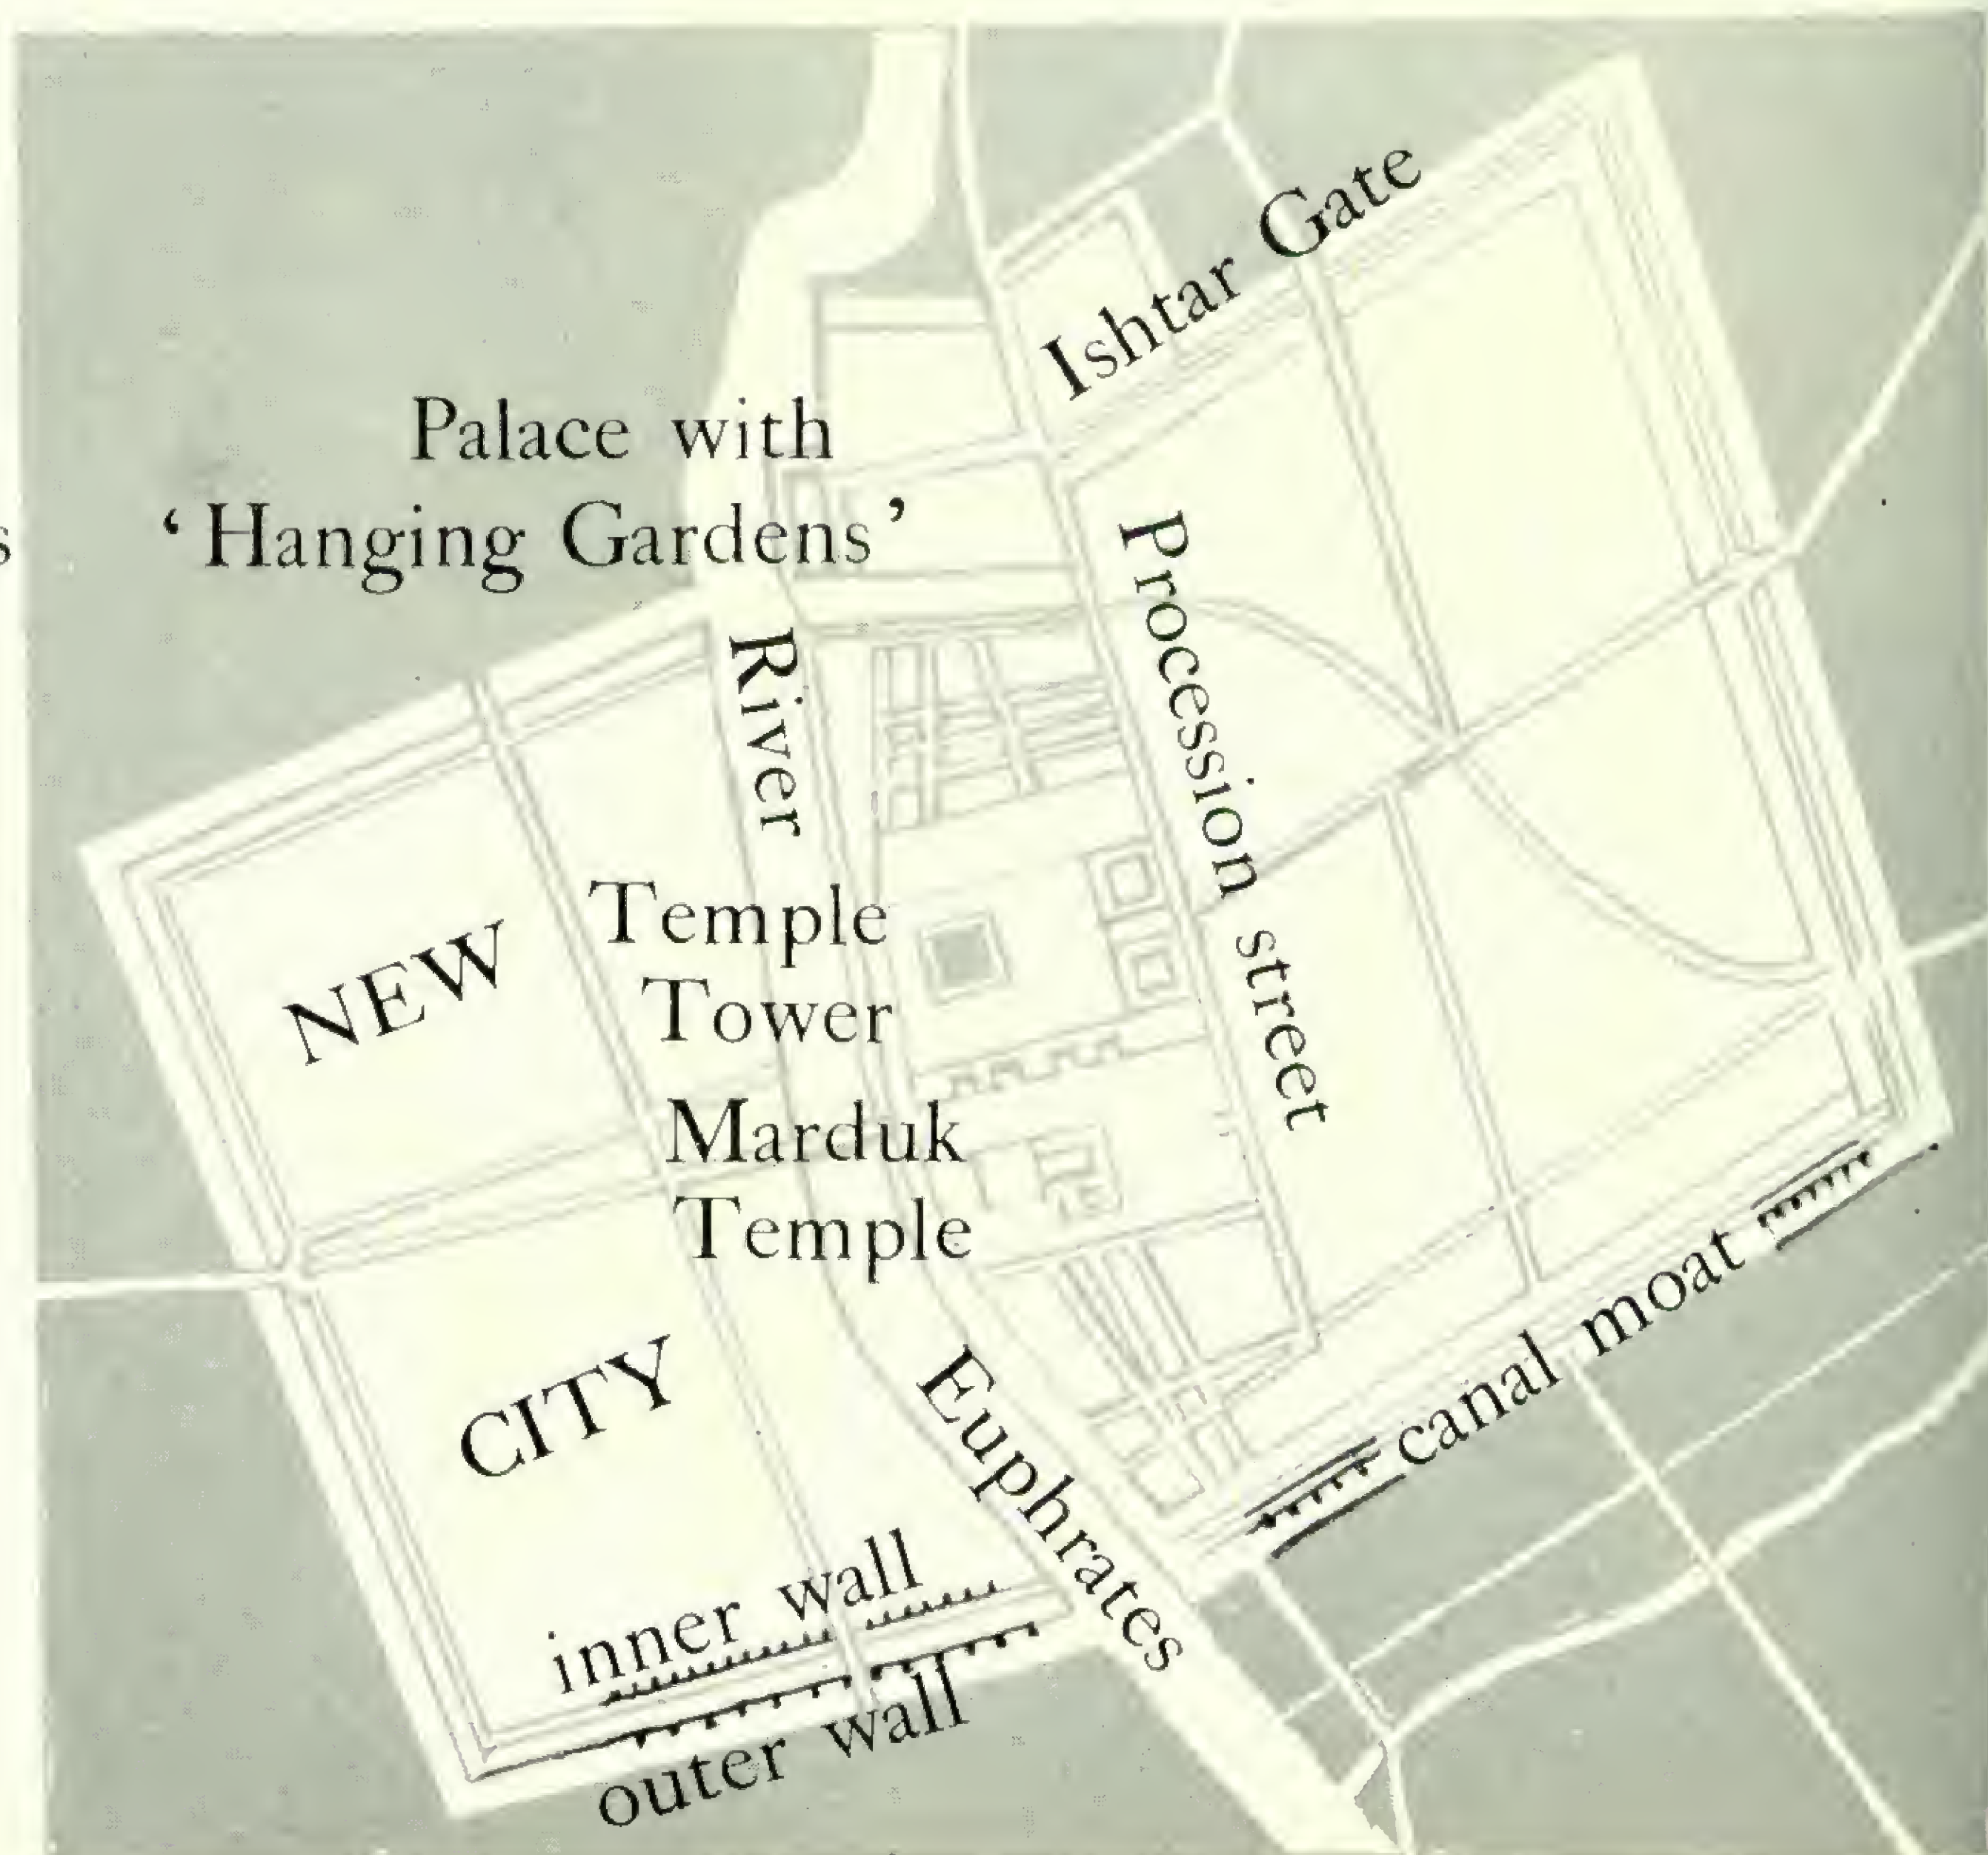 Ishtar Gate
Palace with
‘Hanging Gardens’
s
Procession street
River
Temple
Tower
NEW
Marduk
Temple
CITY
Euphrates
canal moat
inner wall
outer wall